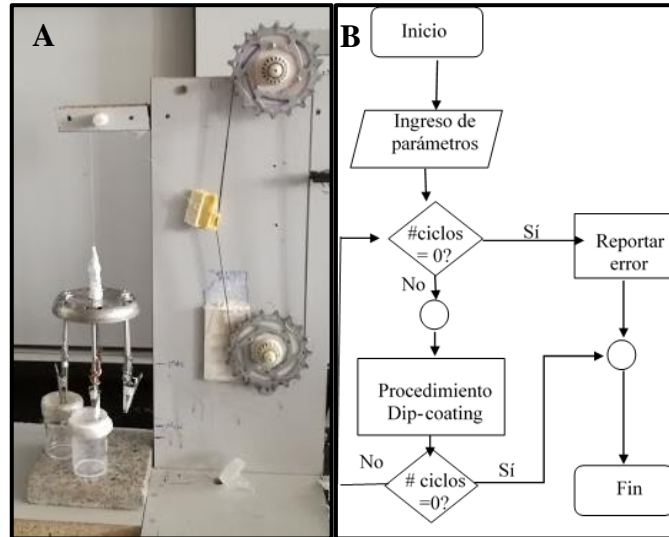 A
B
Inicio
Ingreso de
parámetros
#ciclos
= 0?
Sí
Reportar
error
No
Procedimiento
Dip-coating
No
# ciclos
=0?
Sí
Fin